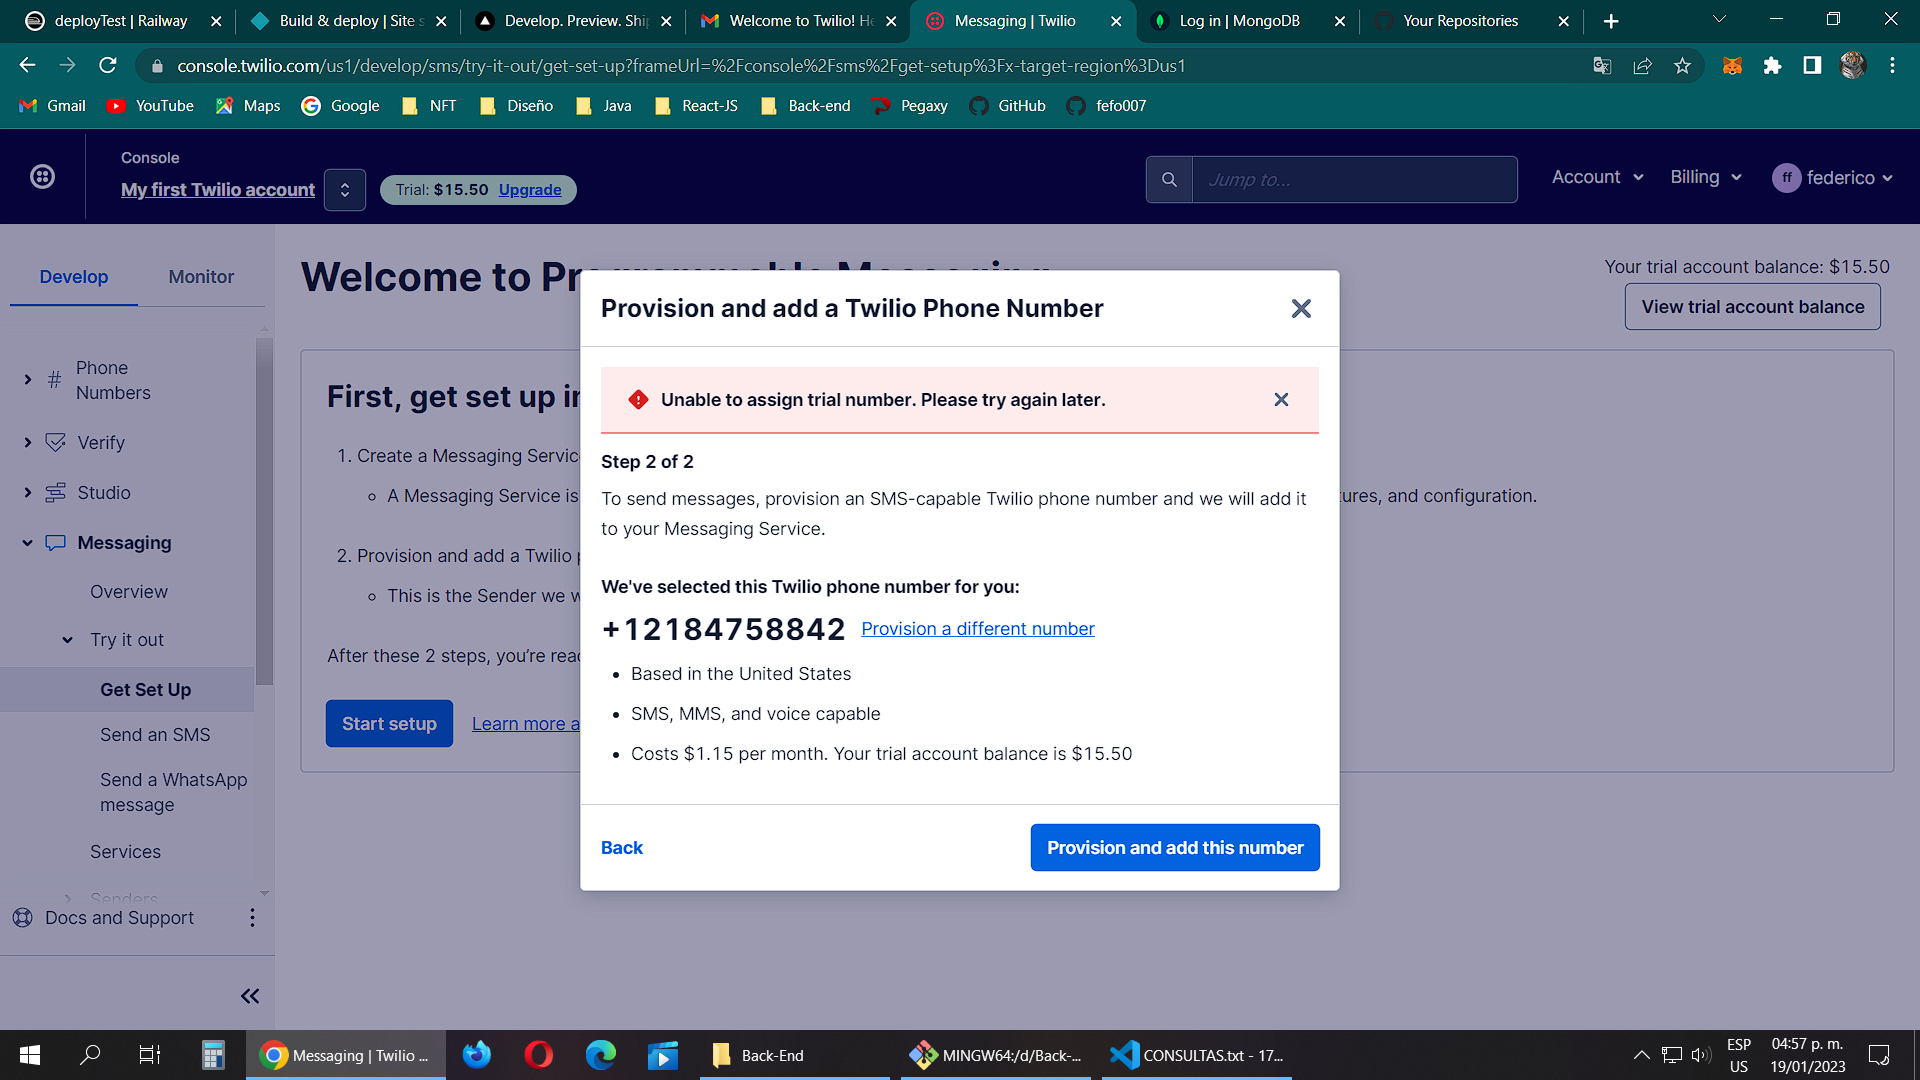 deployTest | Railway
Build & deploy | Site s
Develop. Preview. Ship
Welcome to Twilio! He
Messaging | Twilio
Log in | MongoDB
Your Repositories
console.twilio.com/us1/develop/sms/try-it-out/get-set-up?frameUrl=%2Fconsole%2Fsms%2Fget-setup%3Fx-target-region%3Dus1
Gmail
YouTube
Maps
Google
NFT
Diseño
Java
React-JS
Back-end
Pegaxy
GitHub
fefo007
Console
My first Twilio account
Trial: $15.50 Upgrade
Jump to...
Account
Billing
ff
federico
Develop
Monitor
Phone
Numbers
Verify
Studio
Messaging
Overview
Try it out
Get Set Up
Send an SMS
Send a WhatsApp
message
Services
Senders
Docs and Support
Welcome to Programmable Messaging
Your trial account balance: $15.50
View trial account balance
First, get set up in
1. Create a Messaging Servic
A Messaging Service is
tures, and configuration.
2. Provision and add a Twilio p
This is the Sender we w
After these 2 steps, you're read
Start setup
Learn more a
Provision and add a Twilio Phone Number
Unable to assign trial number. Please try again later.
Step 2 of 2
To send messages, provision an SMS-capable Twilio phone number and we will add it
to your Messaging Service.
We've selected this Twilio phone number for you:
+12184758842 Provision a different number
• Based in the United States
• SMS, MMS, and voice capable
• Costs $1.15 per month. Your trial account balance is $15.50
Back
Provision and add this number
Messaging | Twilio ...
Back-End
MINGW64:/d/Back-...
CONSULTAS.txt - 17...
ESP
US
04:57 p. m.
19/01/2023